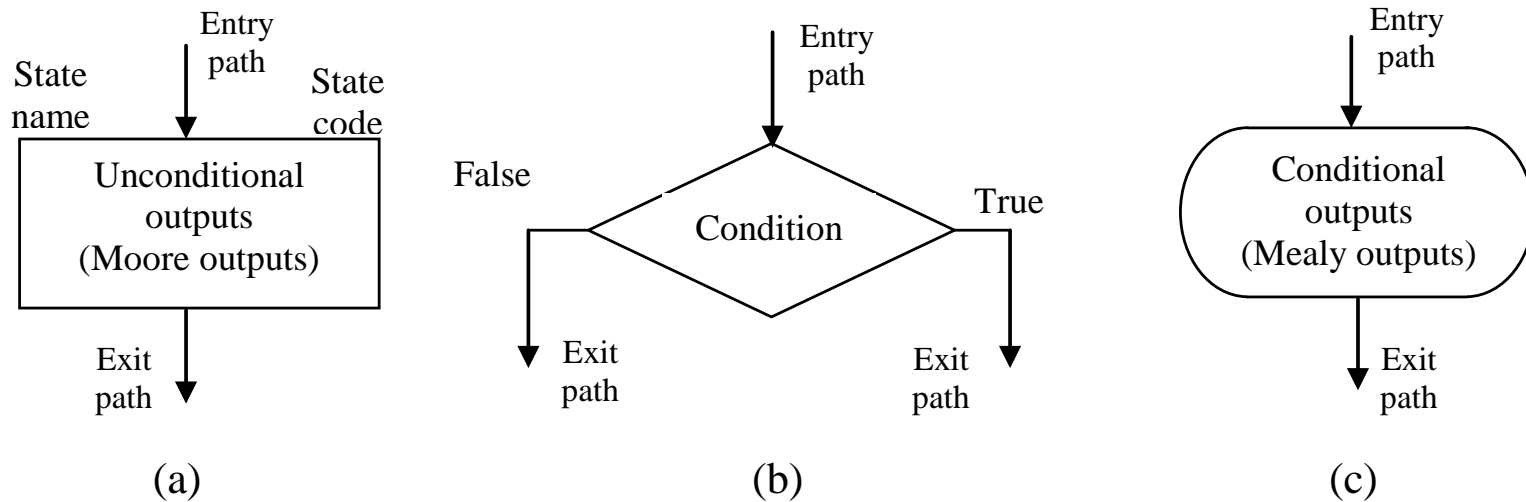 Entry
path
State
name
State
code
Unconditional
outputs
(Moore outputs)
Exit
path
(a)
Entry
path
False
True
Condition
Exit
path
Exit
path
(b)
Entry
path
Conditional
outputs
(Mealy outputs)
Exit
path
(c)